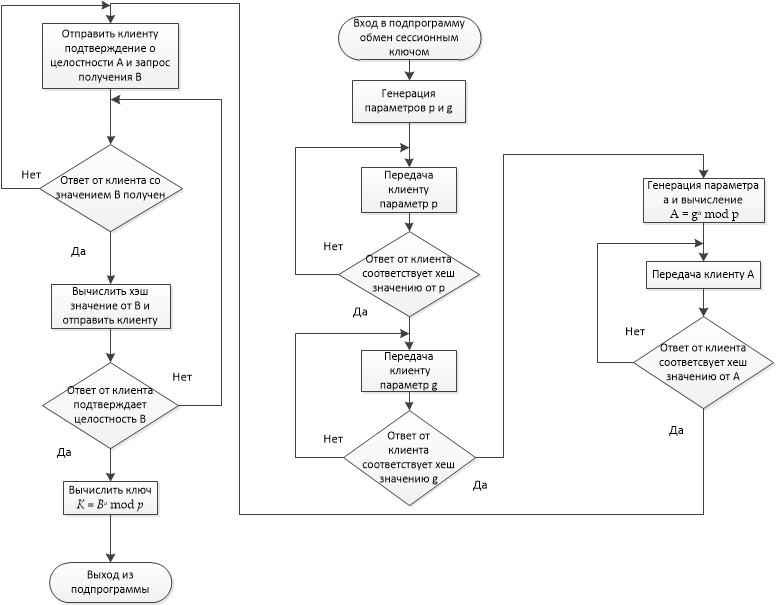 Вход в подпрограмму
обмен сессионным
ключом
Генерация
параметров p и g
Передача
клиенту
параметр p
Нет
Ответ от клиента
соответствует хеш
значению от p
Да
Передача
клиенту
параметр g
Нет
Ответ от
клиента
соответствует хеш
значению g
Да
Генерация параметра
а и вычисление
A = gᵅ mod p
Передача клиенту А
Нет
Ответ от клиента
соответсвует хеш
значению от А
Да
Отправить клиенту
подтверждение о
целостности А и запрос
получения В
Нет
Ответ от клиента со
значением В получен
Да
Вычислить хэш
значение от В и
отправить клиенту
Нет
Ответ от клиента
подтверждает
целостность В
Да
Вычислить ключ
K = Bᵅ mod p
Выход из
подпрограммы